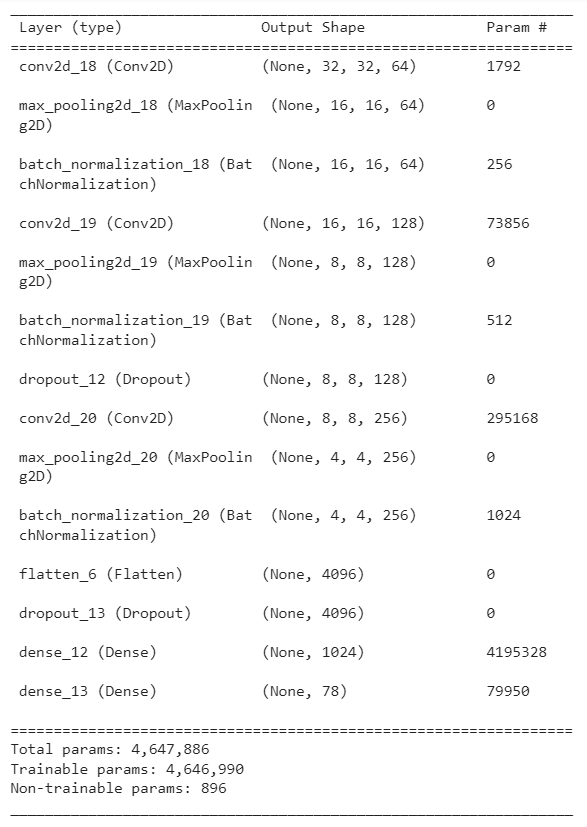 Layer (type) Output Shape Param #
conv2d_18 (Conv2D) (None, 32, 32, 64) 1792
max_pooling2d_18 (MaxPoolin (None, 16, 16, 64) 0
g2D)
batch_normalization_18 (Bat (None, 16, 16, 64) 256
chNormalization)
conv2d_19 (Conv2D) (None, 16, 16, 128) 73856
max_pooling2d_19 (MaxPoolin (None, 8, 8, 128) 0
g2D)
batch_normalization_19 (Bat (None, 8, 8, 128) 512
chNormalization)
dropout_12 (Dropout) (None, 8, 8, 128) 0
conv2d_20 (Conv2D) (None, 8, 8, 256) 295168
max_pooling2d_20 (MaxPoolin (None, 4, 4, 256) 0
g2D)
batch_normalization_20 (Bat (None, 4, 4, 256) 1024
chNormalization)
flatten_6 (Flatten) (None, 4096) 0
dropout_13 (Dropout) (None, 4096) 0
dense_12 (Dense) (None, 1024) 4195328
dense_13 (Dense) (None, 78) 79950
Total params: 4,647,886
Trainable params: 4,646,990
Non-trainable params: 896